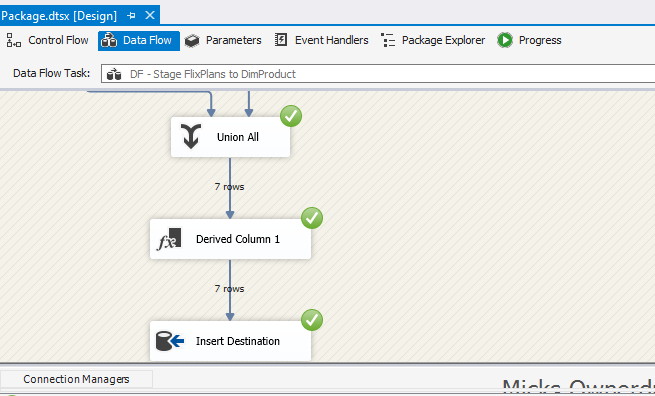 Package.dtsx [Design]
Control Flow Data Flow Parameters Event Handlers Package Explorer Progress
Data Flow Task: DF - Stage FlixPlans to DimProduct
Union All
7 rows
fx Derived Column 1
7 rows
Insert Destination
Connection Managers